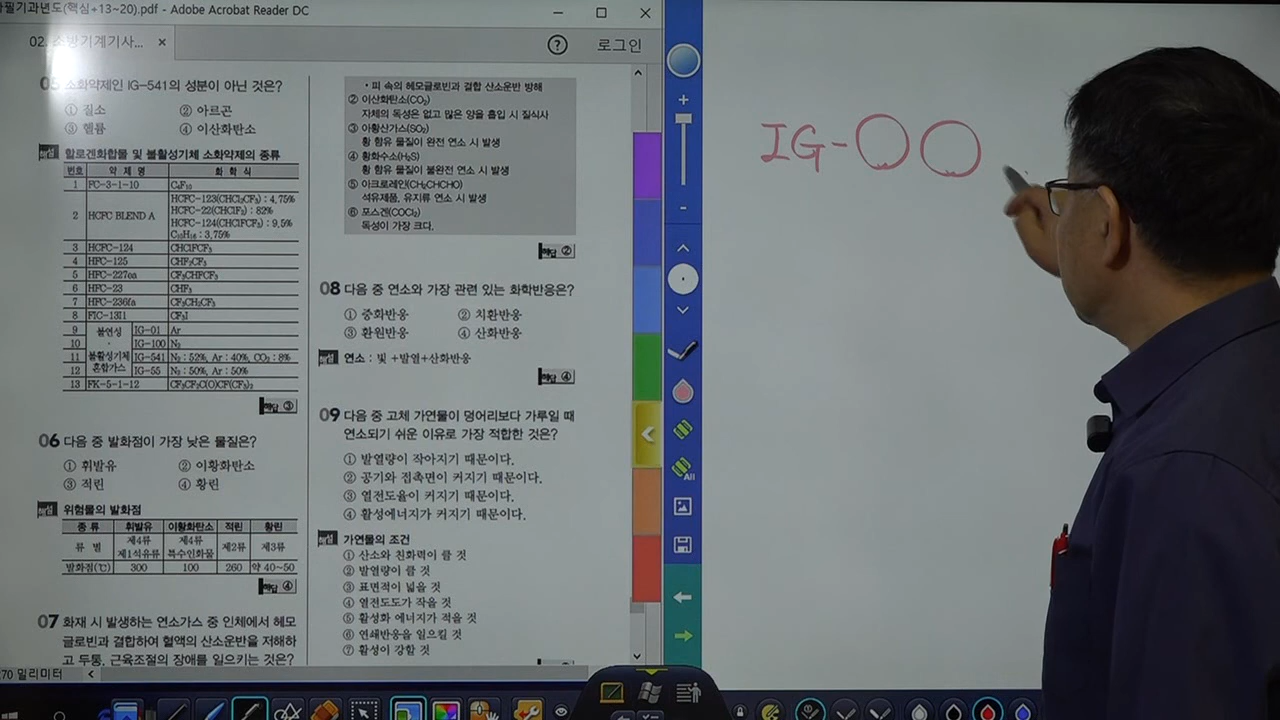 필기과년도(핵심+13~20).pdf - Adobe Acrobat Reader DC
02. 소방기계기사...
로그인
05 소화약제인 IG-541의 성분이 아닌 것은?
① 질소 ② 아르곤
③ 헬륨 ④ 이산화탄소
해설 할로겐화합물 및 불활성기체 소화약제의 종류
번호 약 제 명 화 학 식
1 FC-3-1-10 C₄F₁₀
2 HCFC BLEND A HCFC-123(CHCl₂CF₃) : 4.75%
HCFC-22(CHClF₂) : 82%
HCFC-124(CHClFCF₃) : 9.5%
C₁₀H₁₆ : 3.75%
3 HCFC-124 CHClFCF₃
4 HFC-125 CHF₂CF₃
5 HFC-227ea CF₃CHFCF₃
6 HFC-23 CHF₃
7 HFC-236fa CF₃CH₂CF₃
8 FIC-13I1 CF₃I
9 불연성 · 불활성기체 혼합가스 IG-01 Ar
10 IG-100 N₂
11 IG-541 N₂ : 52%, Ar : 40%, CO₂ : 8%
12 IG-55 N₂ : 50%, Ar : 50%
13 FK-5-1-12 CF₃CF₂C(O)CF(CF₃)₂
해답 ③
06 다음 중 발화점이 가장 낮은 물질은?
① 휘발유 ② 이황화탄소
③ 적린 ④ 황린
해설 위험물의 발화점
종 류 휘발유 이황화탄소 적린 황린
류 별 제4류 제1석유류 제4류 특수인화물 제2류 제3류
발화점(℃) 300 100 260 약 40~50
해답 ④
07 화재 시 발생하는 연소가스 중 인체에서 헤모
글로빈과 결합하여 혈액의 산소운반을 저해하
고 두통, 근육조절의 장애를 일으키는 것은?
• 피 속의 헤모글로빈과 결합 산소운반 방해
② 이산화탄소(CO₂)
자체의 독성은 없고 많은 양을 흡입 시 질식사
③ 아황산가스(SO₂)
황 함유 물질이 완전 연소 시 발생
④ 황화수소(H₂S)
황 함유 물질이 불완전 연소 시 발생
⑤ 아크로레인(CH₂CHCHO)
석유제품, 유지류 연소 시 발생
⑥ 포스겐(COCl₂)
독성이 가장 크다.
해답 ②
08 다음 중 연소와 가장 관련 있는 화학반응은?
① 중화반응 ② 치환반응
③ 환원반응 ④ 산화반응
해설 연소 : 빛 +발열+산화반응
해답 ④
09 다음 중 고체 가연물이 덩어리보다 가루일 때
연소되기 쉬운 이유로 가장 적합한 것은?
① 발열량이 작아지기 때문이다.
② 공기와 접촉면이 커지기 때문이다.
③ 열전도율이 커지기 때문이다.
④ 활성에너지가 커지기 때문이다.
해설 가연물의 조건
① 산소와 친화력이 클 것
② 발열량이 클 것
③ 표면적이 넓을 것
④ 열전도도가 작을 것
⑤ 활성화 에너지가 적을 것
⑥ 연쇄반응을 일으킬 것
⑦ 활성이 강할 것
270 밀리미터
All
IG-○○